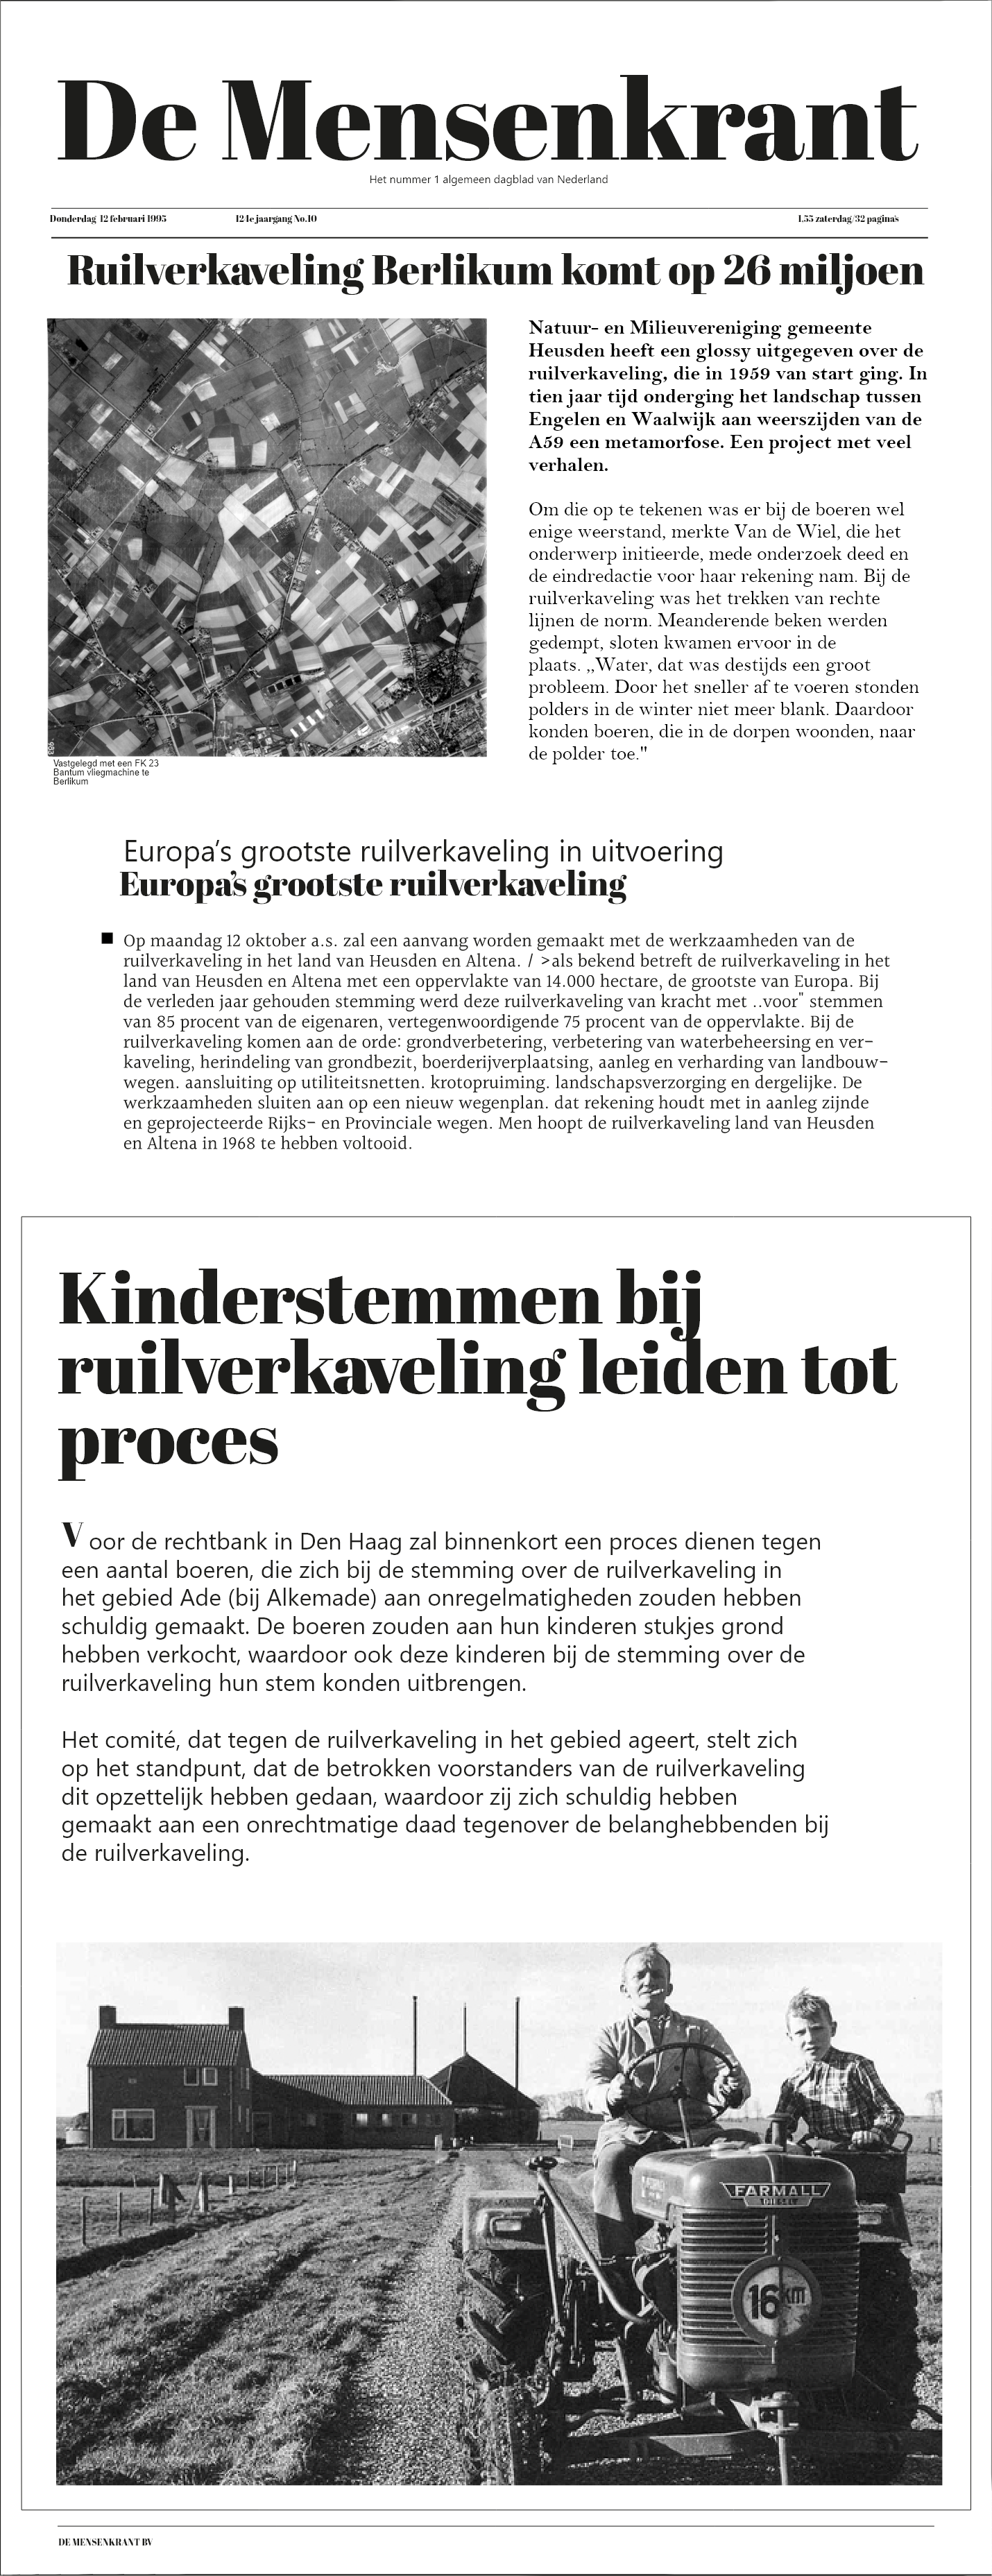 De Mensenkrant
Het nummer 1 algemeen dagblad van Nederland
Donderdag 12 februari 1995
124e jaargang No.10
1,55 zaterdag/32 pagina's
Ruilverkaveling Berlikum komt op 26 miljoen
Natuur- en Milieuvereniging gemeente
Heusden heeft een glossy uitgegeven over de
ruilverkaveling, die in 1959 van start ging. In
tien jaar tijd onderging het landschap tussen
Engelen en Waalwijk aan weerszijden van de
A59 een metamorfose. Een project met veel
verhalen.
Om die op te tekenen was er bij de boeren wel
enige weerstand, merkte Van de Wiel, die het
onderwerp initieerde, mede onderzoek deed en
de eindredactie voor haar rekening nam. Bij de
ruilverkaveling was het trekken van rechte
lijnen de norm. Meanderende beken werden
gedempt, sloten kwamen ervoor in de
plaats. ,,Water, dat was destijds een groot
probleem. Door het sneller af te voeren stonden
polders in de winter niet meer blank. Daardoor
konden boeren, die in de dorpen woonden, naar
de polder toe."
Vastgelegd met een FK 23
Bantum vliegmachine te
Berlikum
Europa's grootste ruilverkaveling in uitvoering
Europa's grootste ruilverkaveling
■ Op maandag 12 oktober a.s. zal een aanvang worden gemaakt met de werkzaamheden van de
ruilverkaveling in het land van Heusden en Altena. / >als bekend betreft de ruilverkaveling in het
land van Heusden en Altena met een oppervlakte van 14.000 hectare, de grootste van Europa. Bij
de verleden jaar gehouden stemming werd deze ruilverkaveling van kracht met ..voor" stemmen
van 85 procent van de eigenaren, vertegenwoordigende 75 procent van de oppervlakte. Bij de
ruilverkaveling komen aan de orde: grondverbetering, verbetering van waterbeheersing en ver-
kaveling, herindeling van grondbezit, boerderijverplaatsing, aanleg en verharding van landbouw-
wegen. aansluiting op utiliteitsnetten. krotopruiming. landschapsverzorging en dergelijke. De
werkzaamheden sluiten aan op een nieuw wegenplan. dat rekening houdt met in aanleg zijnde
en geprojecteerde Rijks- en Provinciale wegen. Men hoopt de ruilverkaveling land van Heusden
en Altena in 1968 te hebben voltooid.
Kinderstemmen bij
ruilverkaveling leiden tot
proces
Voor de rechtbank in Den Haag zal binnenkort een proces dienen tegen
een aantal boeren, die zich bij de stemming over de ruilverkaveling in
het gebied Ade (bij Alkemade) aan onregelmatigheden zouden hebben
schuldig gemaakt. De boeren zouden aan hun kinderen stukjes grond
hebben verkocht, waardoor ook deze kinderen bij de stemming over de
ruilverkaveling hun stem konden uitbrengen.
Het comité, dat tegen de ruilverkaveling in het gebied ageert, stelt zich
op het standpunt, dat de betrokken voorstanders van de ruilverkaveling
dit opzettelijk hebben gedaan, waardoor zij zich schuldig hebben
gemaakt aan een onrechtmatige daad tegenover de belanghebbenden bij
de ruilverkaveling.
FARMALL
DIESEL
16km
DE MENSENKRANT BV